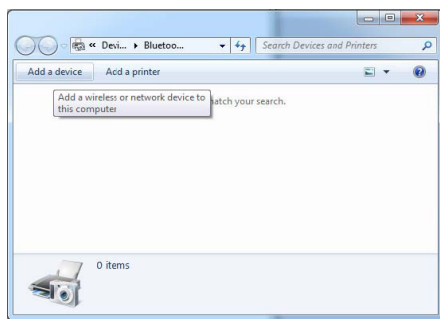 « Devi... ▸ Bluetoo...
Search Devices and Printers
Add a device
Add a printer
Add a wireless or network device to
this computer
match your search.
0 items